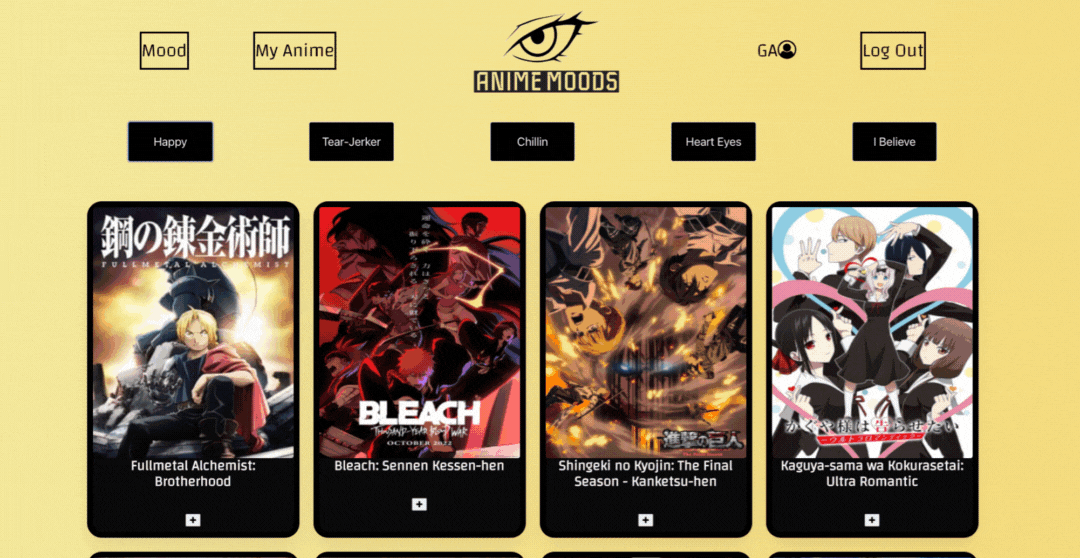 Mood
My Anime
ANIME MOODS
GA
Log Out
Happy
Tear-Jerker
Chillin
Heart Eyes
I Believe
鋼の錬金術師
FULLMETAL ALCHEMIST
Fullmetal Alchemist:
Brotherhood
BLEACH
THOUSAND-YEAR BLOOD WAR
OCTOBER 2022
Bleach: Sennen Kessen-hen
進撃の巨人
Shingeki no Kyojin: The Final
Season - Kanketsu-hen
かぐや様は告らせたい
ーウルトラロマンティックー
Kaguya-sama wa Kokurasetai:
Ultra Romantic